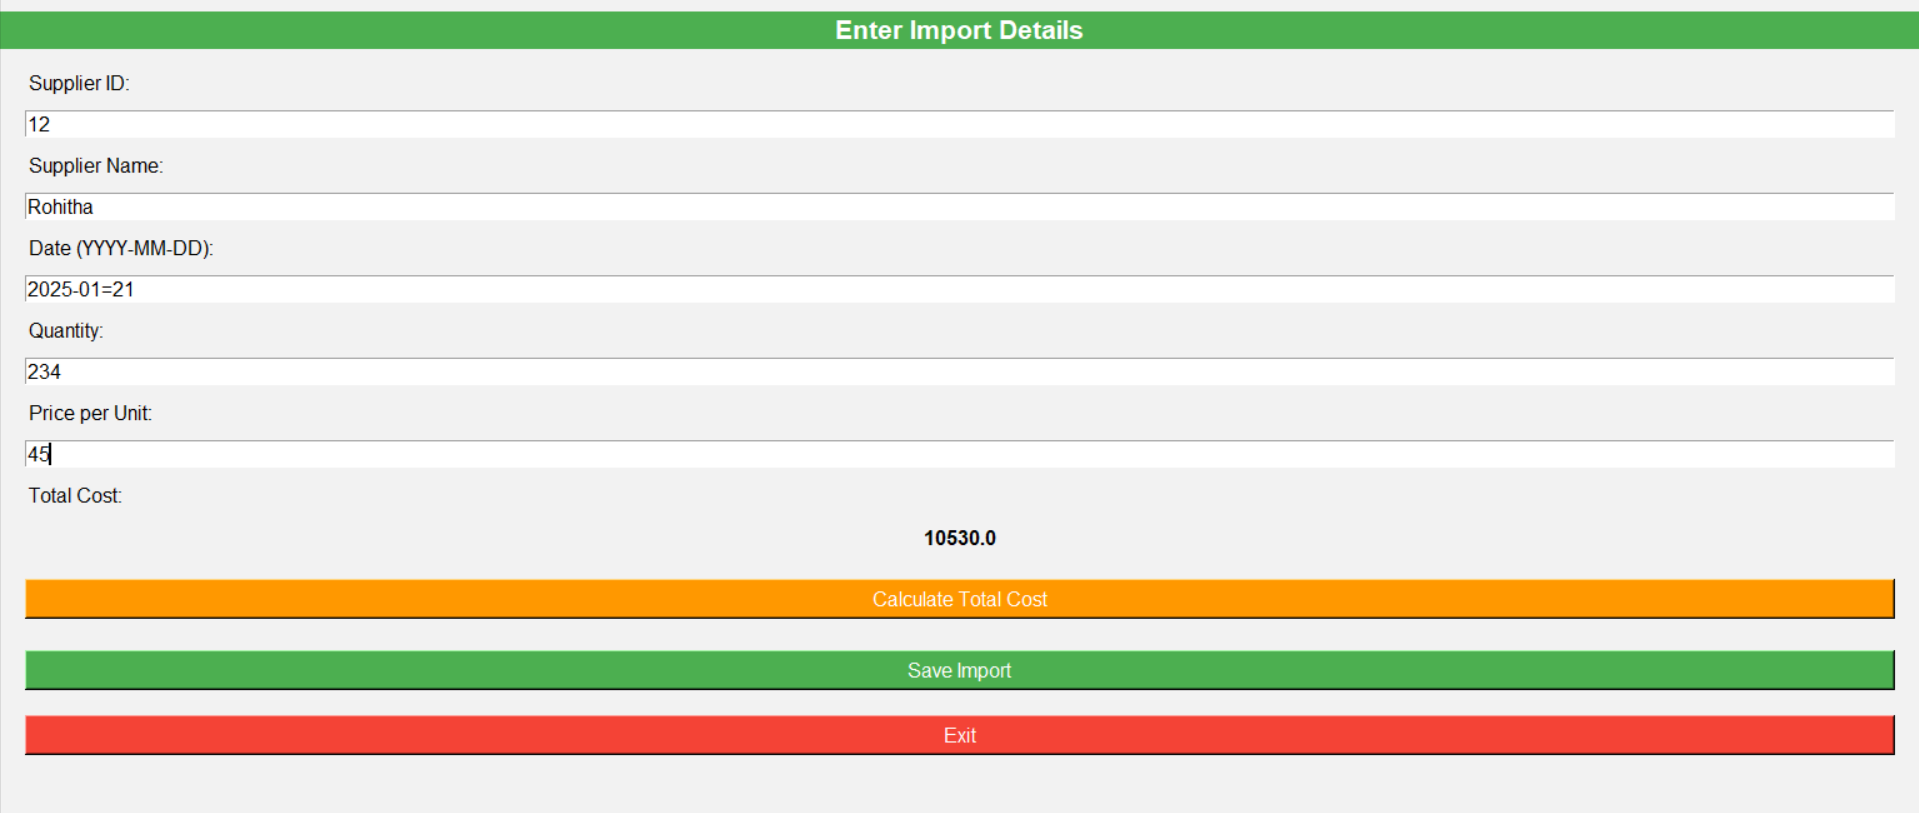 Enter Import Details
Supplier ID:
12
Supplier Name:
Rohitha
Date (YYYY-MM-DD):
2025-01=21
Quantity:
234
Price per Unit:
45
Total Cost:
10530.0
Calculate Total Cost
Save Import
Exit